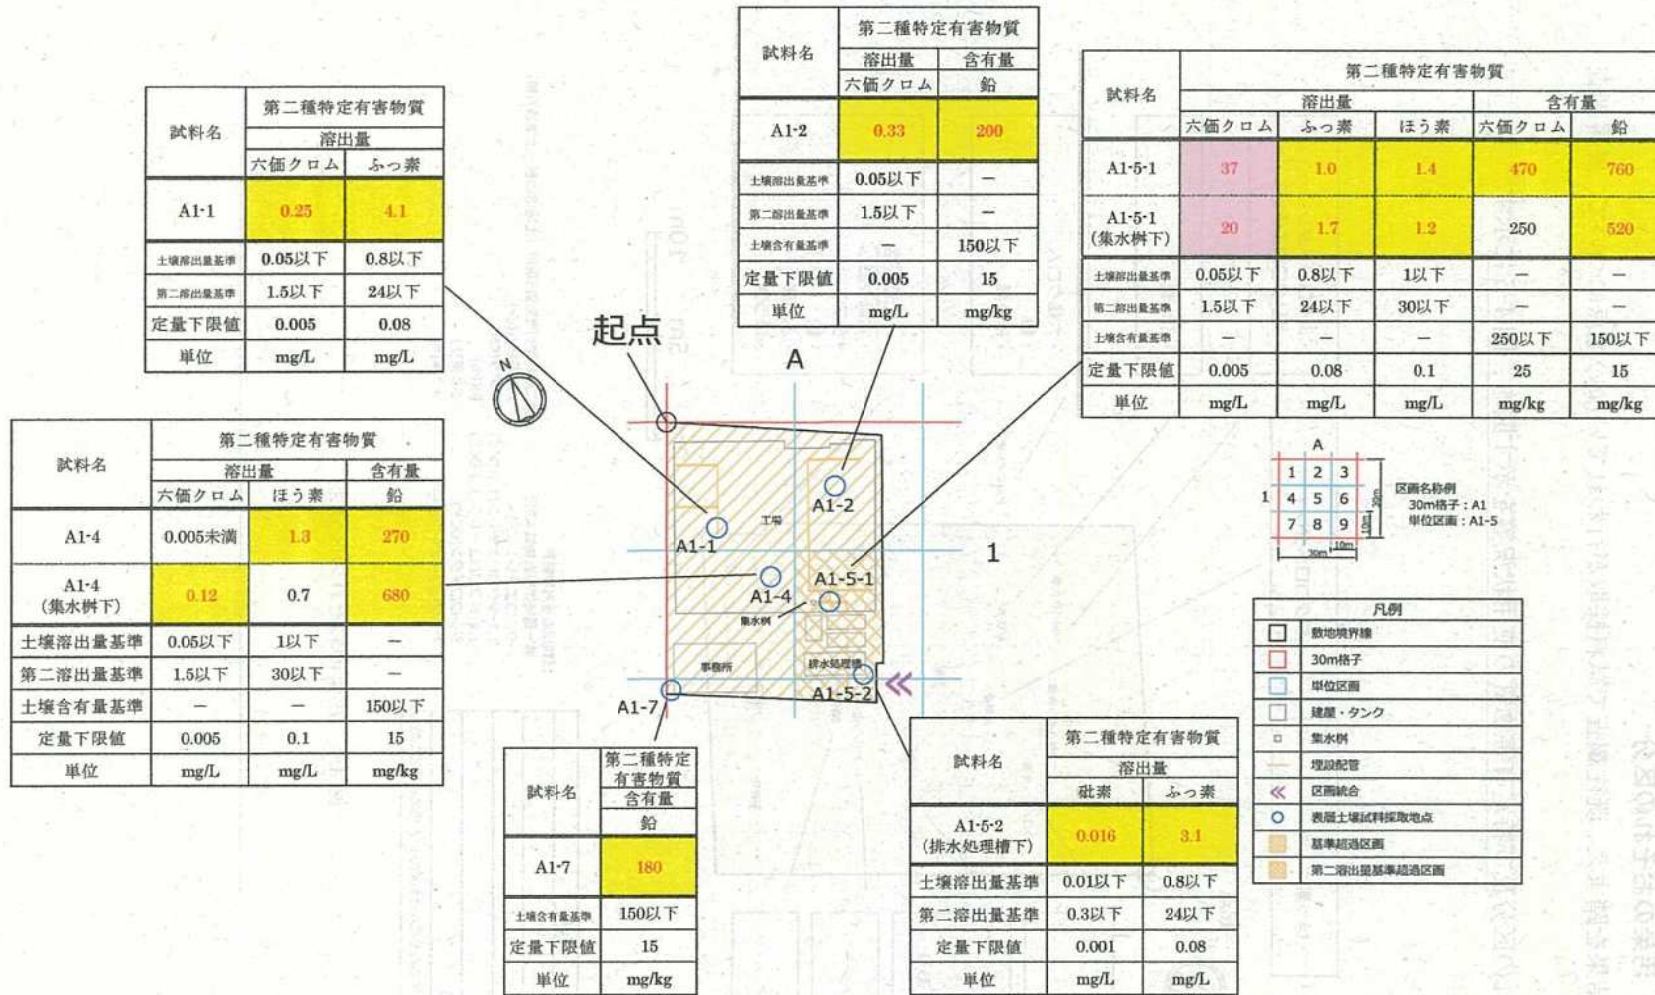 試料名 第二種特定有害物質
溶出量
六価クロム ふっ素
A1-1 0.25 4.1
土壌溶出量基準 0.05以下 0.8以下
第二溶出量基準 1.5以下 24以下
定量下限値 0.005 0.08
単位 mg/L mg/L
試料名 第二種特定有害物質
溶出量 含有量
六価クロム 鉛
A1-2 0.33 200
土壌溶出量基準 0.05以下 －
第二溶出量基準 1.5以下 －
土壌含有量基準 － 150以下
定量下限値 0.005 15
単位 mg/L mg/kg
試料名 第二種特定有害物質
溶出量 含有量
六価クロム ふっ素 ほう素 六価クロム 鉛
A1-5-1 37 1.0 1.4 470 760
A1-5-1
(集水桝下) 20 1.7 1.2 250 520
土壌溶出量基準 0.05以下 0.8以下 1以下 － －
第二溶出量基準 1.5以下 24以下 30以下 － －
土壌含有量基準 － － － 250以下 150以下
定量下限値 0.005 0.08 0.1 25 15
単位 mg/L mg/L mg/L mg/kg mg/kg
起点
N
A
1
工場
A1-1
A1-2
A1-4
A1-5-1
集水桝
事務所
排水処理槽
A1-5-2
A1-7
試料名 第二種特定有害物質
溶出量 含有量
六価クロム ほう素 鉛
A1-4 0.005未満 1.3 270
A1-4
(集水桝下) 0.12 0.7 680
土壌溶出量基準 0.05以下 1以下 －
第二溶出量基準 1.5以下 30以下 －
土壌含有量基準 － － 150以下
定量下限値 0.005 0.1 15
単位 mg/L mg/L mg/kg
A
1
1 2 3
4 5 6
7 8 9
10m
30m
10m
30m
区画名称例
30m格子：A1
単位区画：A1-5
凡例
敷地境界線
30m格子
単位区画
建屋・タンク
集水桝
埋設配管
区画統合
表層土壌試料採取地点
基準超過区画
第二溶出量基準超過区画
試料名 第二種特定
有害物質
含有量
鉛
A1-7 180
土壌含有量基準 150以下
定量下限値 15
単位 mg/kg
試料名 第二種特定有害物質
溶出量
砒素 ふっ素
A1-5-2
(排水処理槽下) 0.016 3.1
土壌溶出量基準 0.01以下 0.8以下
第二溶出量基準 0.3以下 24以下
定量下限値 0.001 0.08
単位 mg/L mg/L